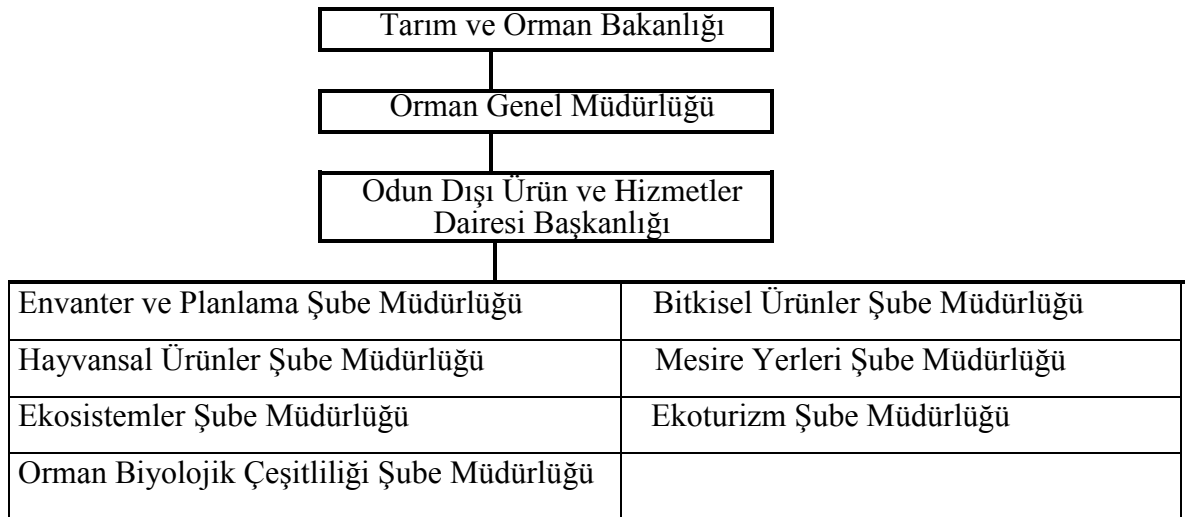 Tarım ve Orman Bakanlığı
Orman Genel Müdürlüğü
Odun Dışı Ürün ve Hizmetler
Dairesi Başkanlığı
Envanter ve Planlama Şube Müdürlüğü
Bitkisel Ürünler Şube Müdürlüğü
Hayvansal Ürünler Şube Müdürlüğü
Mesire Yerleri Şube Müdürlüğü
Ekosistemler Şube Müdürlüğü
Ekoturizm Şube Müdürlüğü
Orman Biyolojik Çeşitliliği Şube Müdürlüğü